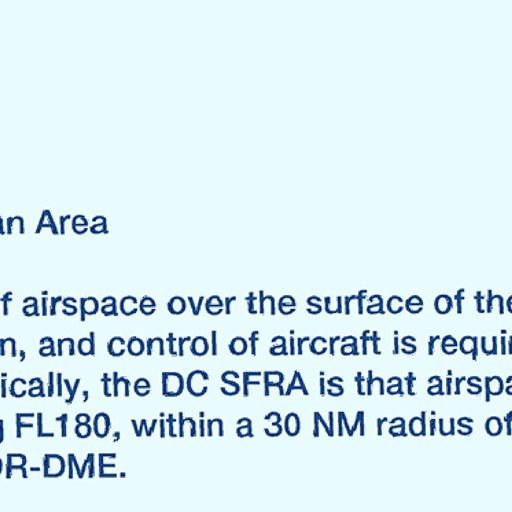 an Area
f airspace over the surface of the
n, and control of aircraft is requir
ically, the DC SFRA is that airspa
g FL180, within a 30 NM radius of
OR-DME.